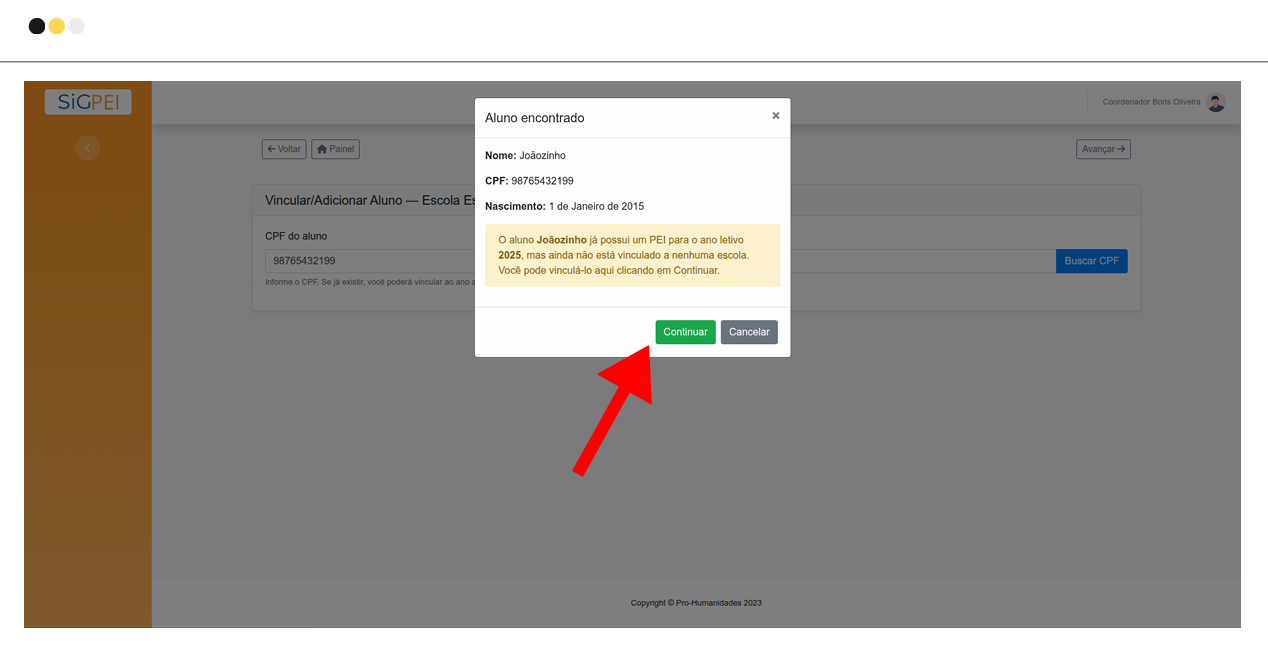 SiGPEI
Coordenador Boris Oliveira
Voltar
Painel
Avançar
Vincular/Adicionar Aluno — Escola Es
CPF do aluno
98765432199
Buscar CPF
Informe o CPF. Se já existir, você poderá vincular ao ano a
Aluno encontrado
×
Nome: Joãozinho
CPF: 98765432199
Nascimento: 1 de Janeiro de 2015
O aluno Joãozinho já possui um PEI para o ano letivo
2025, mas ainda não está vinculado a nenhuma escola.
Você pode vinculá-lo aqui clicando em Continuar.
Continuar
Cancelar
Copyright © Pro-Humanidades 2023